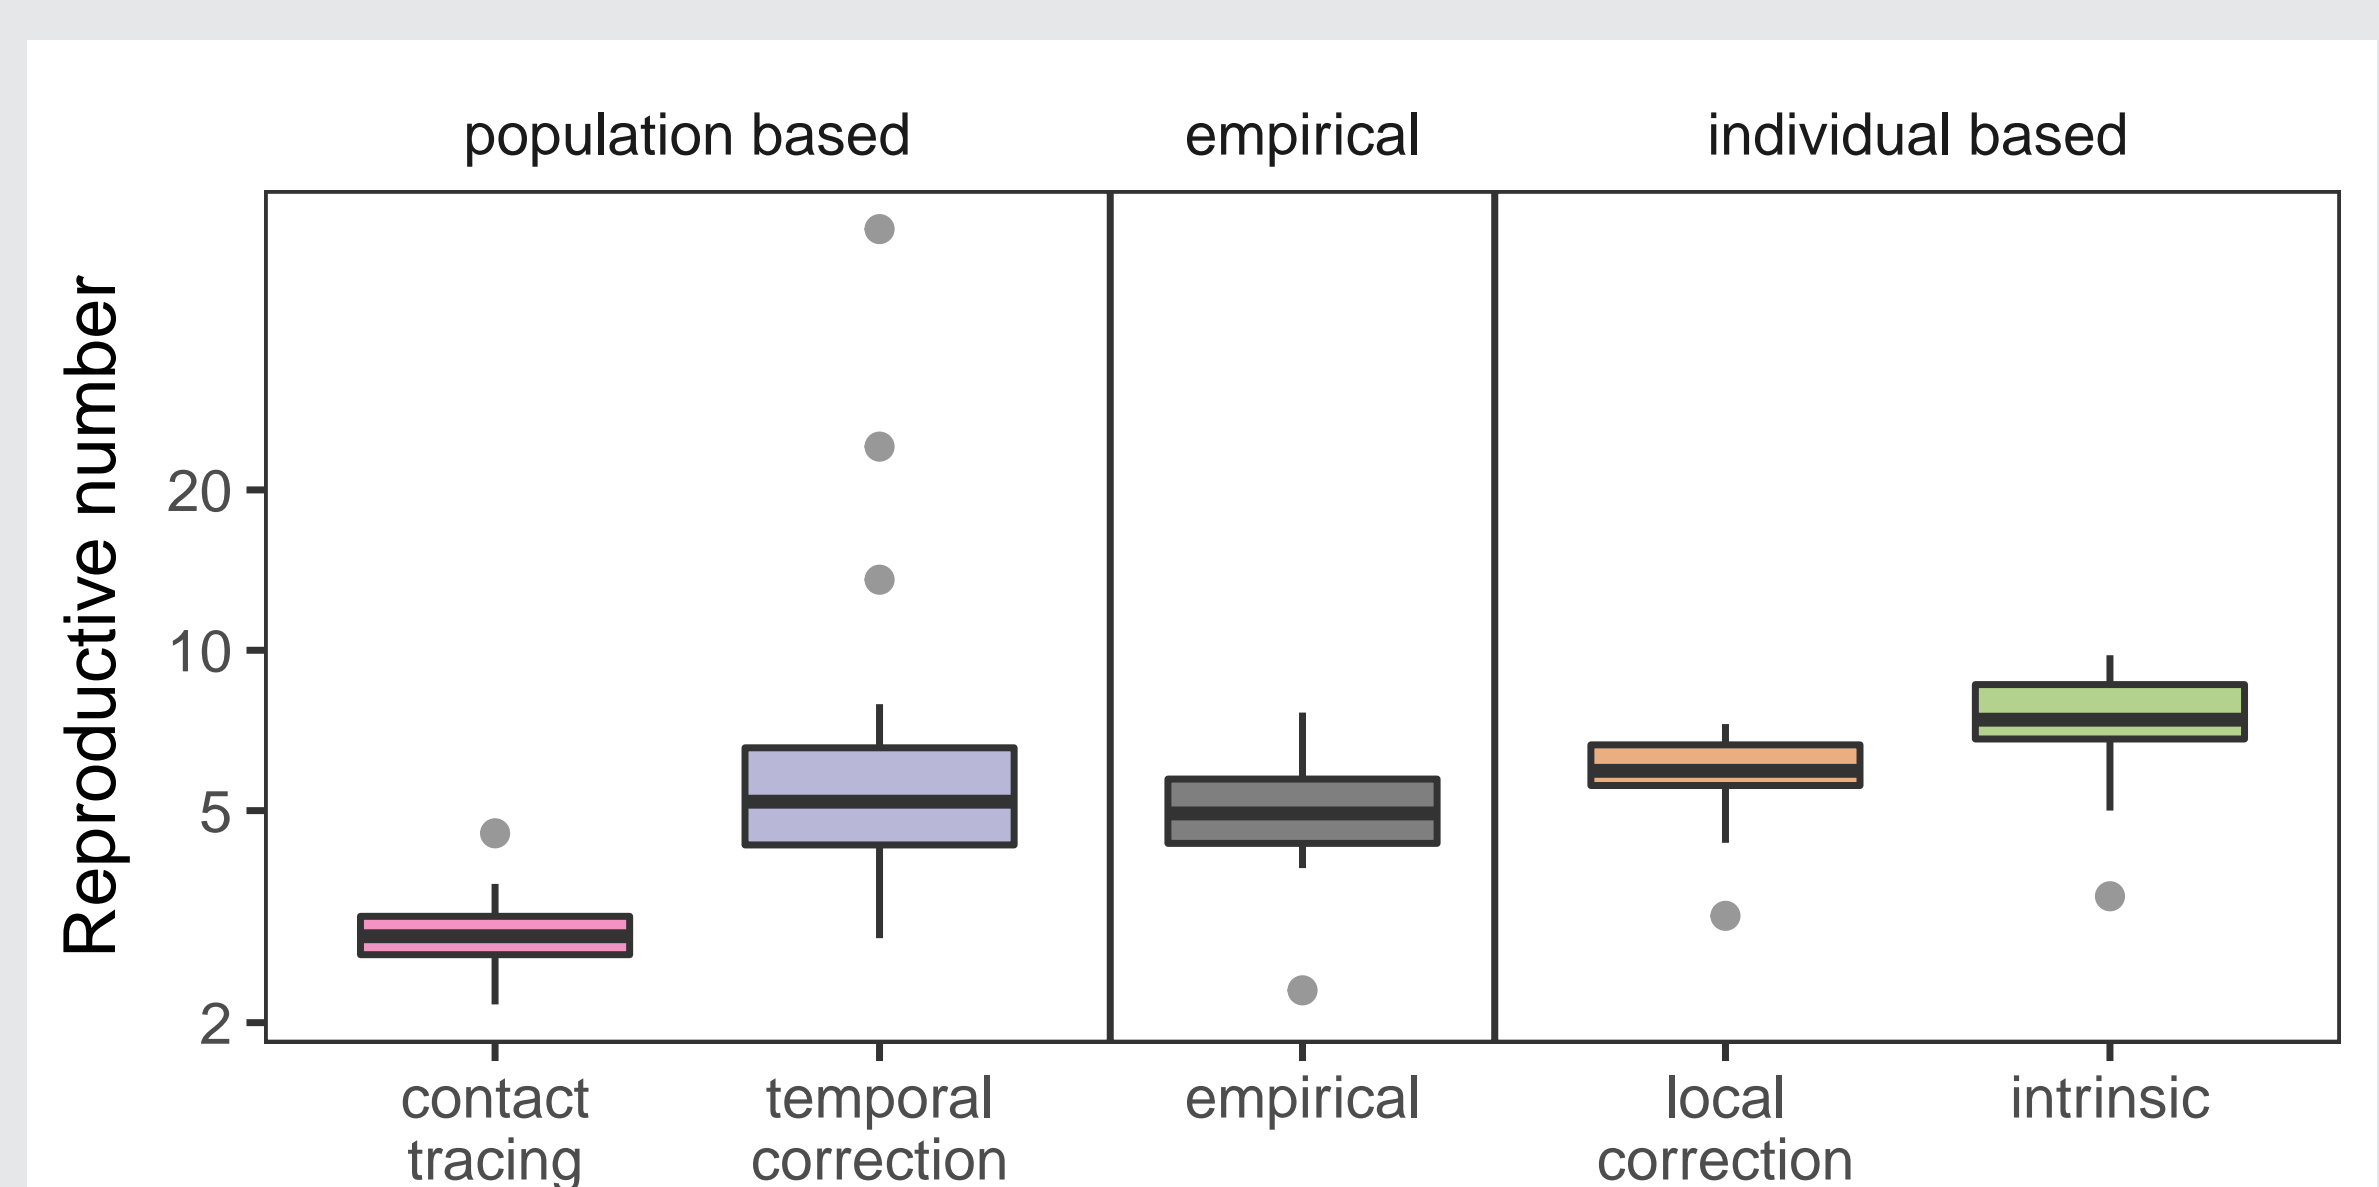 population based
empirical
individual based
Reproductive number
20
10
5
2
contact
tracing
temporal
correction
empirical
local
correction
intrinsic